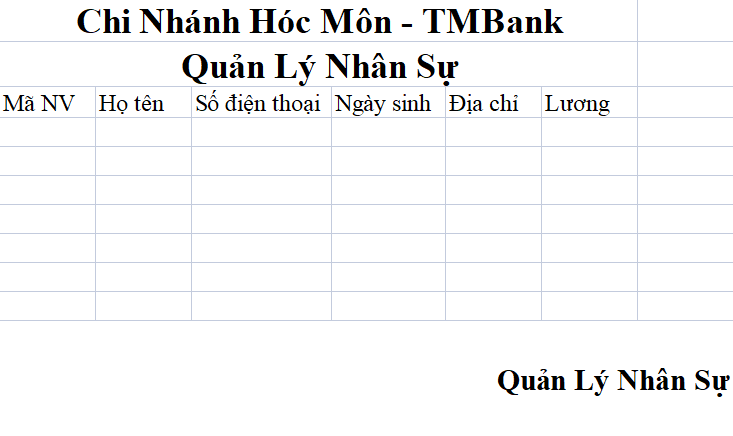 Chi Nhánh Hóc Môn - TMBank
Quản Lý Nhân Sự
Mã NV Họ tên Số điện thoại Ngày sinh Địa chỉ Lương
Quản Lý Nhân Sự